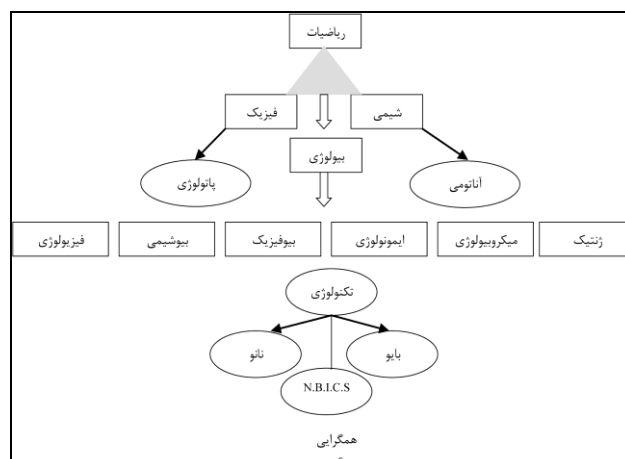 ریاضیات
شیمی
فیزیک
بیولوژی
آناتومی
پاتولوژی
ژنتیک
میکروبیولوژی
ایمونولوژی
بیوفیزیک
بیوشیمی
فیزیولوژی
تکنولوژی
بایو
نانو
N.B.I.C.S
همگرایی